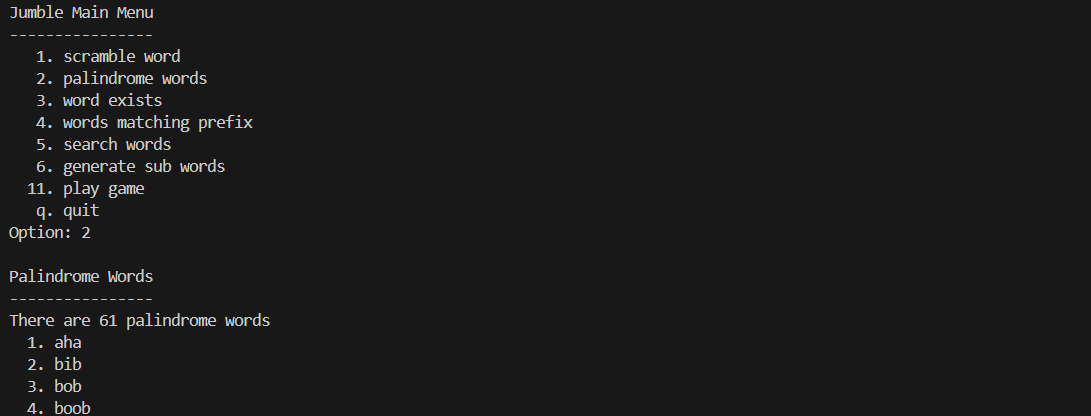 Jumble Main Menu
----------------
   1. scramble word
   2. palindrome words
   3. word exists
   4. words matching prefix
   5. search words
   6. generate sub words
  11. play game
   q. quit
Option: 2

Palindrome Words
----------------
There are 61 palindrome words
  1. aha
  2. bib
  3. bob
  4. boob